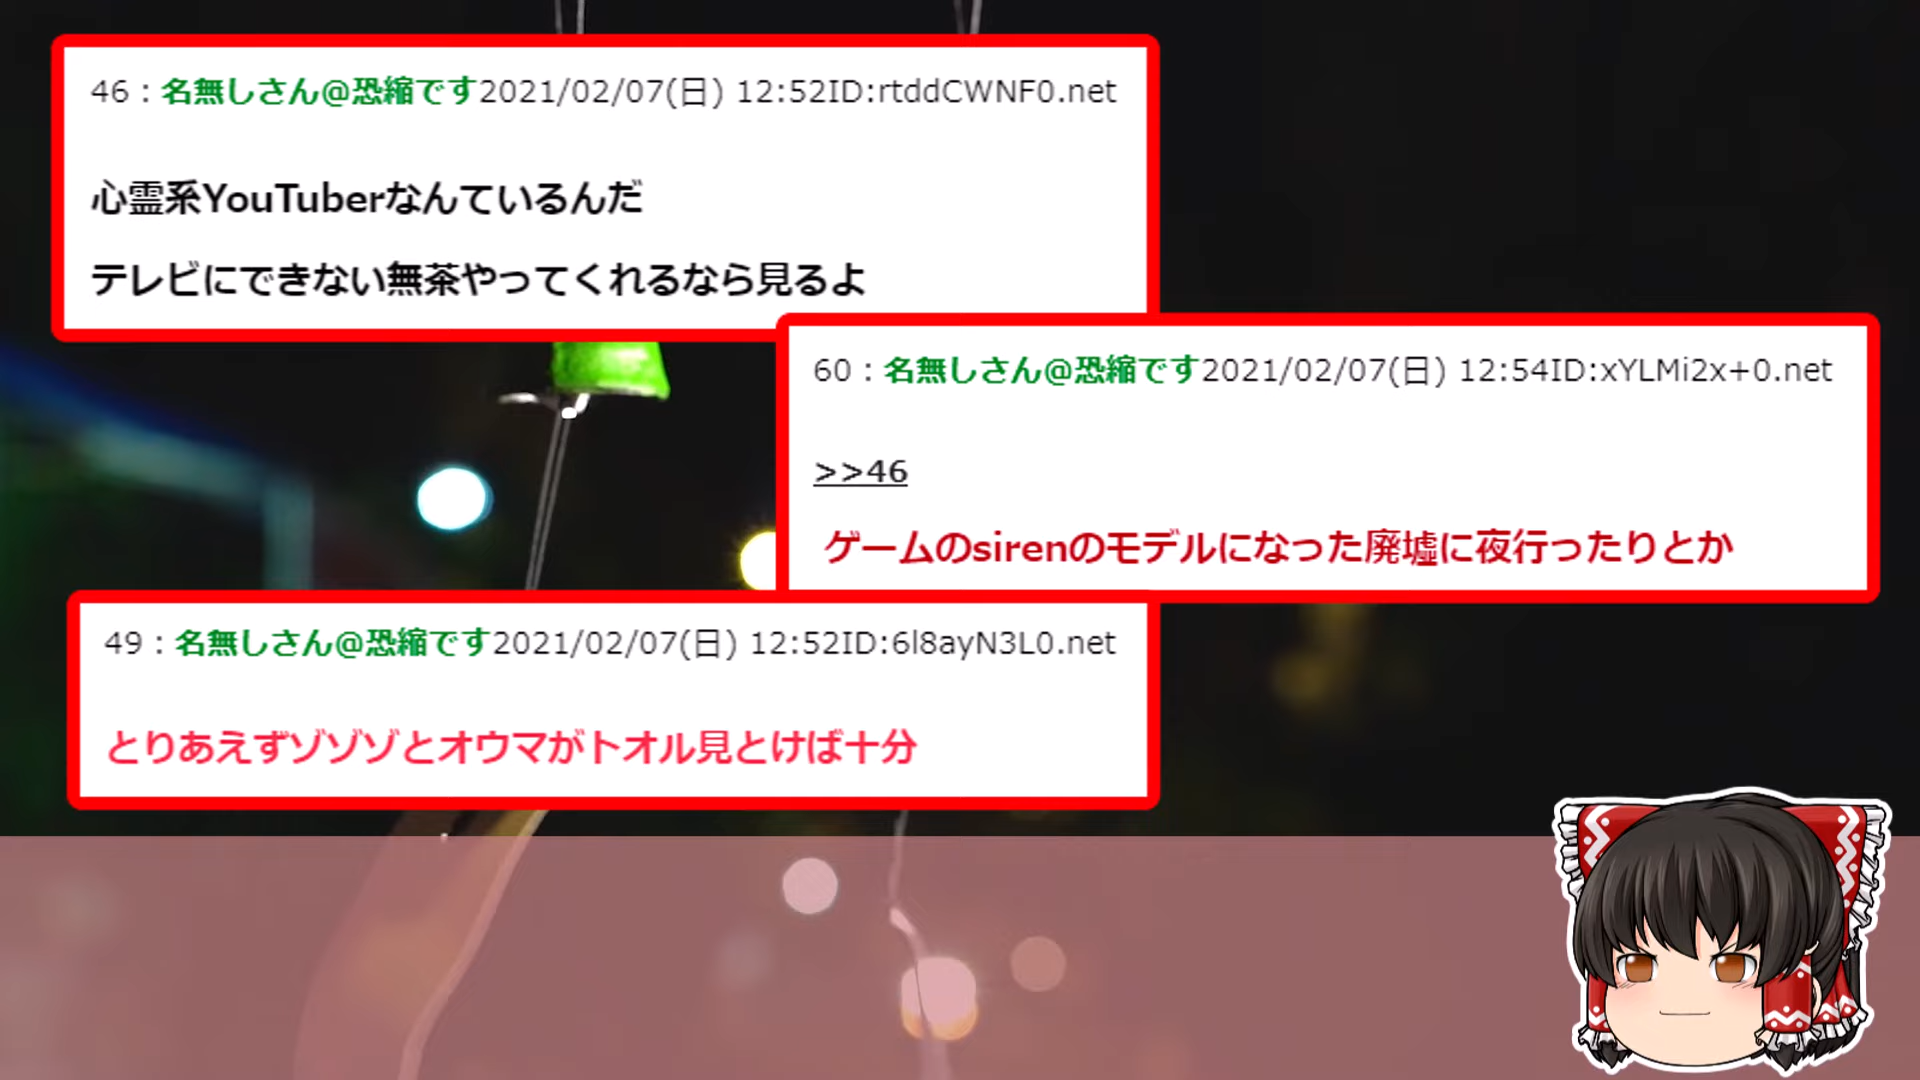 46：名無しさん@恐縮です2021/02/07(日) 12:52ID:rtddCWNF0.net
心霊系YouTuberなんているんだ
テレビにできない無茶やってくれるなら見るよ
60：名無しさん@恐縮です2021/02/07(日) 12:54ID:xYLMi2x+0.net
>>46
ゲームのsirenのモデルになった廃墟に夜行ったりとか
49：名無しさん@恐縮です2021/02/07(日) 12:52ID:6l8ayN3L0.net
とりあえずゾゾゾとオウマがトオル見とけば十分